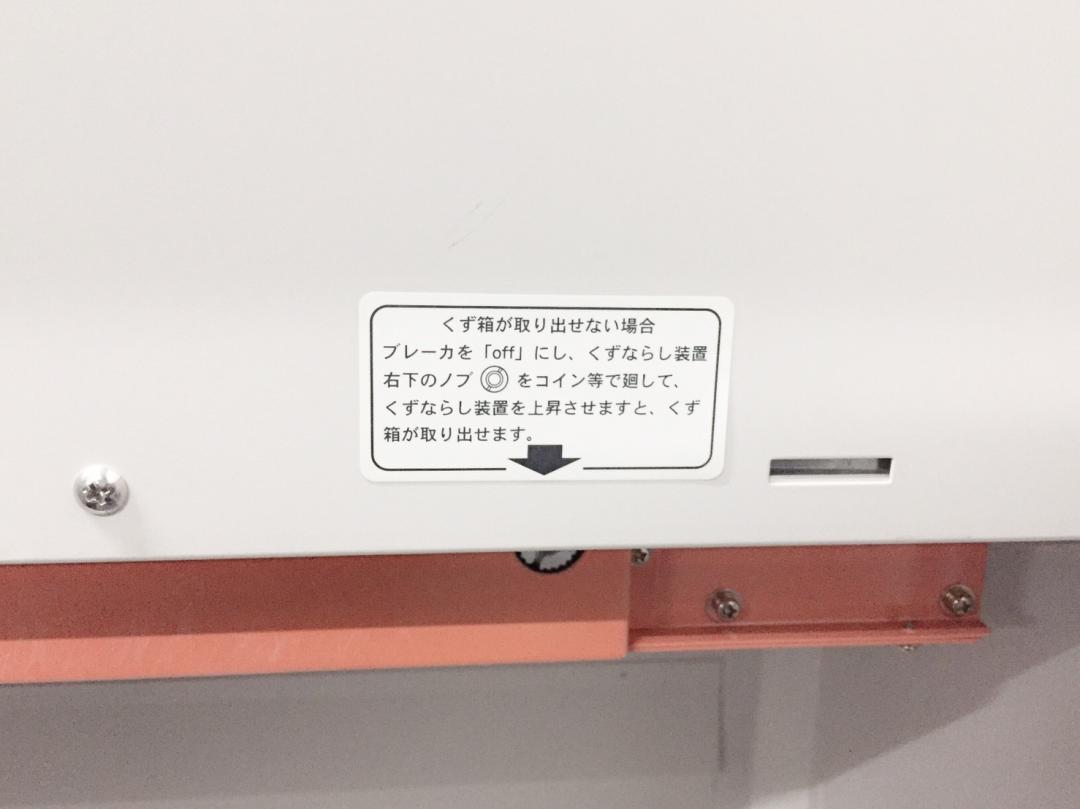 くず箱が取り出せない場合
ブレーカを「off」にし、くずならし装置
右下のノブ をコイン等で廻して、
くずならし装置を上昇させますと、くず
箱が取り出せます。